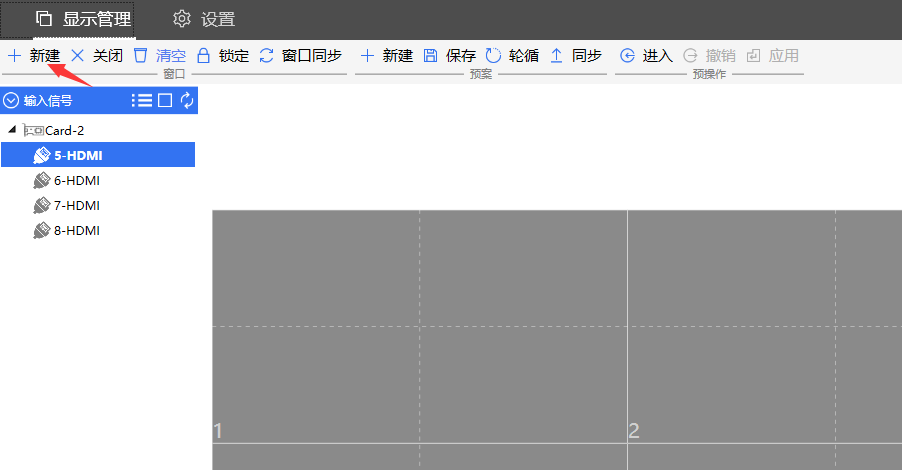 显示管理 设置
新建 关闭 清空 锁定 窗口同步 新建 保存 轮循 同步 进入 撤销 应用
窗口 预案 预操作
输入信号
Card-2
5-HDMI
6-HDMI
7-HDMI
8-HDMI
1 2